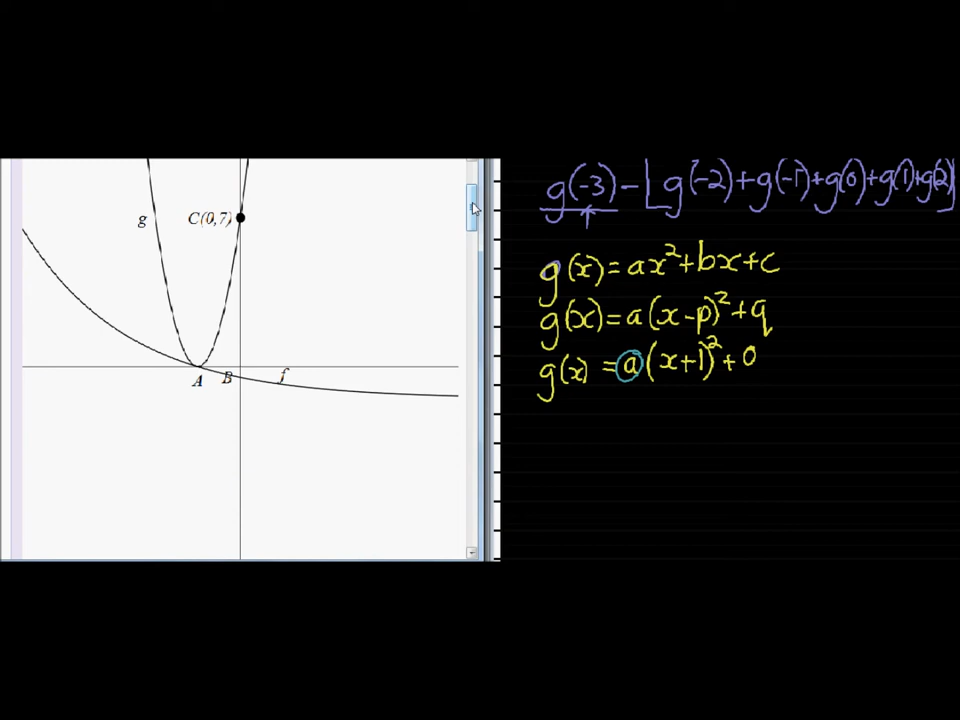 g
C(0,7)
A
B
f
g(-3) - [g(-2)+g(-1)+g(0)+g(1)+g(2)]
g(x)=ax²+bx+c
g(x)=a(x-p)²+q
g(x)=a(x+1)²+0